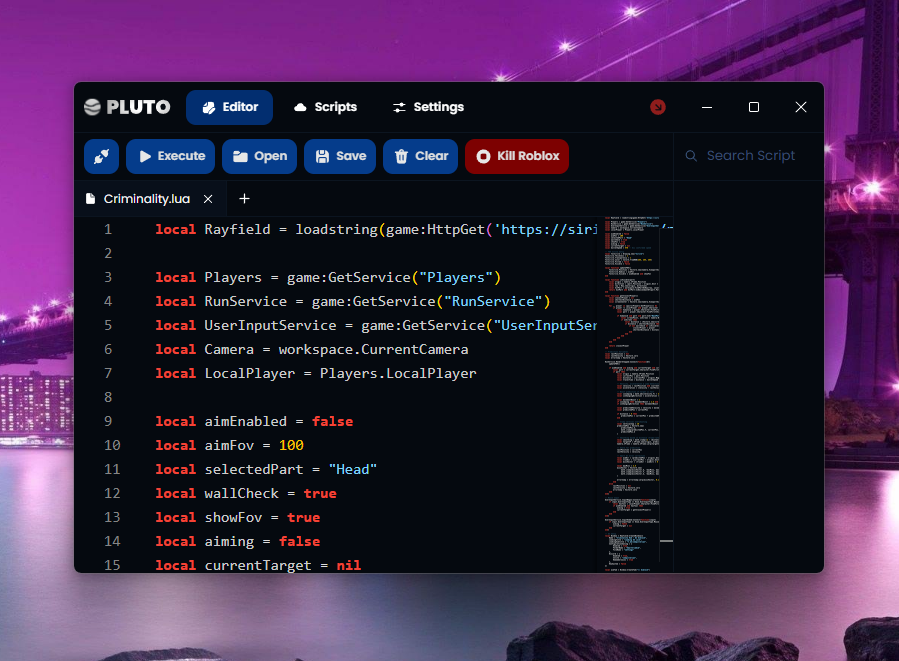 PLUTO
Editor
Scripts
Settings
Execute
Open
Save
Clear
Kill Roblox
Search Script
Criminality.lua
1 local Rayfield = loadstring(game:HttpGet('https://siri
2
3 local Players = game:GetService("Players")
4 local RunService = game:GetService("RunService")
5 local UserInputService = game:GetService("UserInputSer
6 local Camera = workspace.CurrentCamera
7 local LocalPlayer = Players.LocalPlayer
8
9 local aimEnabled = false
10 local aimFov = 100
11 local selectedPart = "Head"
12 local wallCheck = true
13 local showFov = true
14 local aiming = false
15 local currentTarget = nil